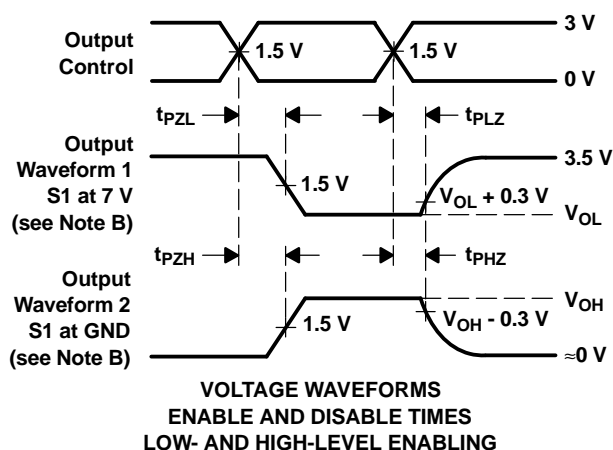 3 V
Output
Control
1.5 V
1.5 V
0 V
tPZL
tPLZ
Output
Waveform 1
S1 at 7 V
(see Note B)
3.5 V
1.5 V
VOL + 0.3 V
VOL
tPZH
tPHZ
Output
Waveform 2
S1 at GND
(see Note B)
VOH
1.5 V
VOH - 0.3 V
≈0 V
VOLTAGE WAVEFORMS
ENABLE AND DISABLE TIMES
LOW- AND HIGH-LEVEL ENABLING